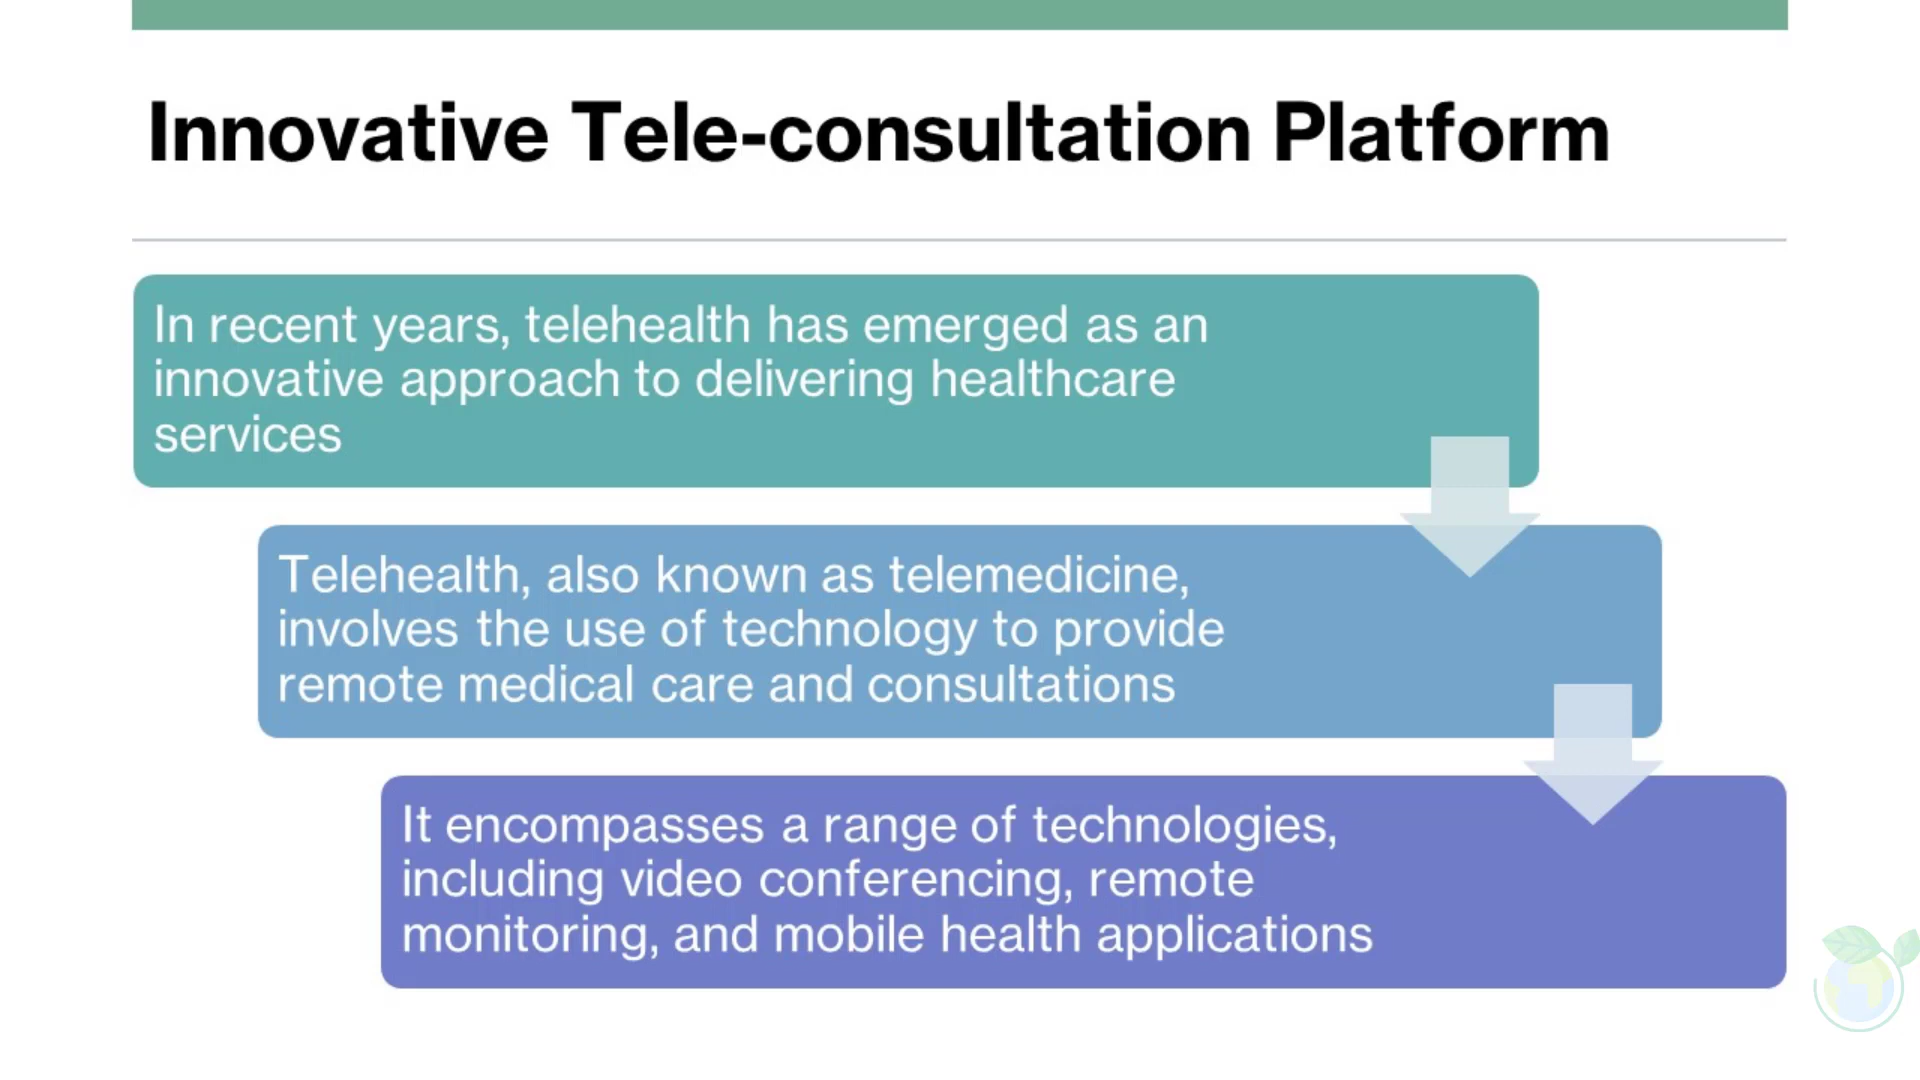 Innovative Tele-consultation Platform
In recent years, telehealth has emerged as an
innovative approach to delivering healthcare
services
Telehealth, also known as telemedicine,
involves the use of technology to provide
remote medical care and consultations
It encompasses a range of technologies,
including video conferencing, remote
monitoring, and mobile health applications